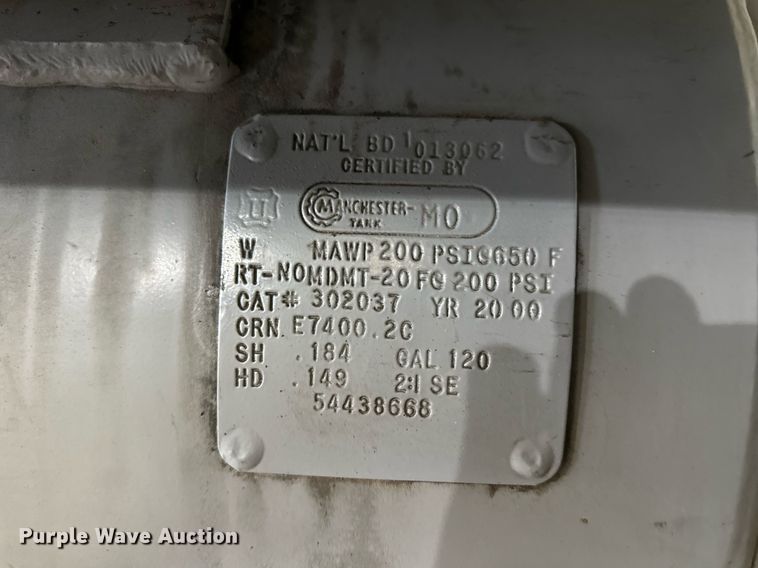 NAT'L. BD 1013062
CERTIFIED BY
U MANCHESTER TANK - MO
W MAWP 200 PSI@650 F
RT-NO MDMT-20 F@ 200 PSI
CAT# 302037 YR 2000
CRN E7400.2C
SH .184 GAL 120
HD .149 2:1 SE
54438668
Purple Wave Auction